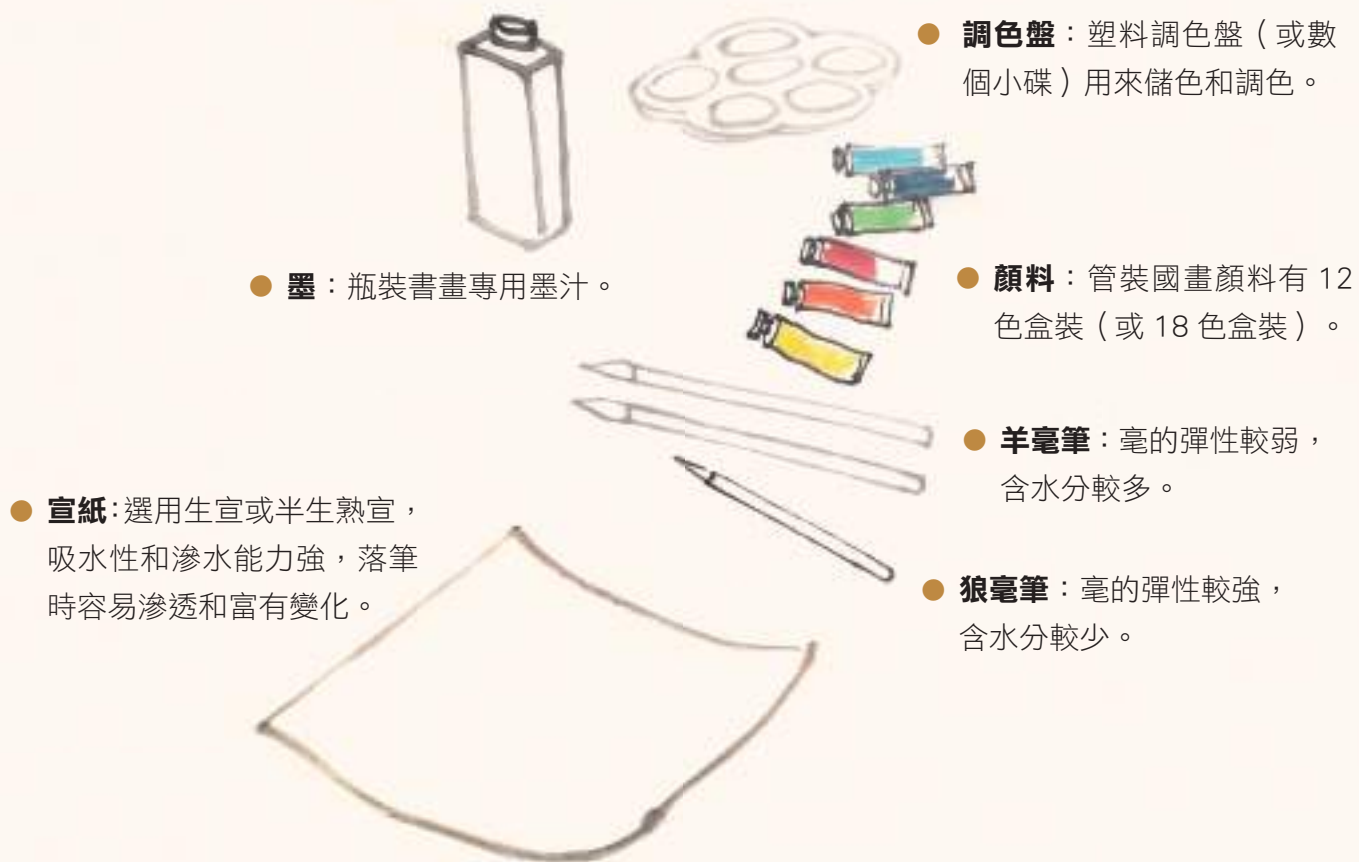 ● 調色盤：塑料調色盤（或數
個小碟）用來儲色和調色。
● 墨：瓶裝書畫專用墨汁。
● 顏料：管裝國畫顏料有 12
色盒裝（或 18 色盒裝）。
● 羊毫筆：毫的彈性較弱，
含水分較多。
● 宣紙：選用生宣或半生熟宣，
吸水性和滲水能力強，落筆
時容易滲透和富有變化。
● 狼毫筆：毫的彈性較強，
含水分較少。